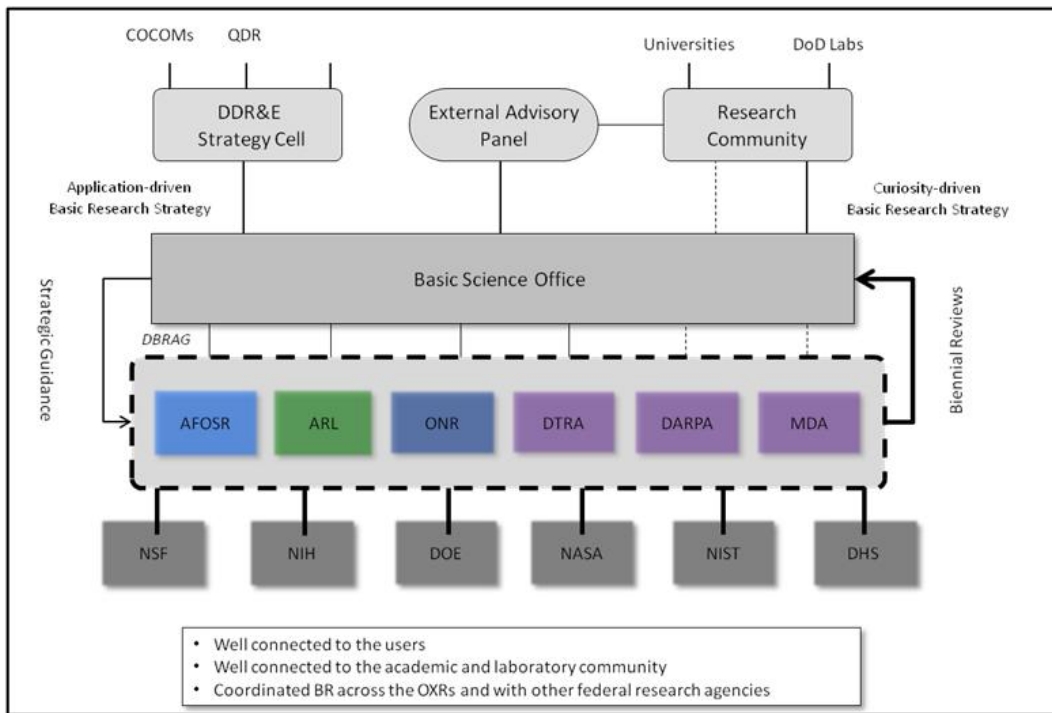 COCOMs QDR
Universities DoD Labs
DDR&E
Strategy Cell
External Advisory
Panel
Research
Community
Application-driven
Basic Research Strategy
Curiosity-driven
Basic Research Strategy
Basic Science Office
Strategic Guidance
Biennial Reviews
DBRAG
AFOSR ARL ONR DTRA DARPA MDA
NSF NIH DOE NASA NIST DHS
• Well connected to the users
• Well connected to the academic and laboratory community
• Coordinated BR across the OXRs and with other federal research agencies